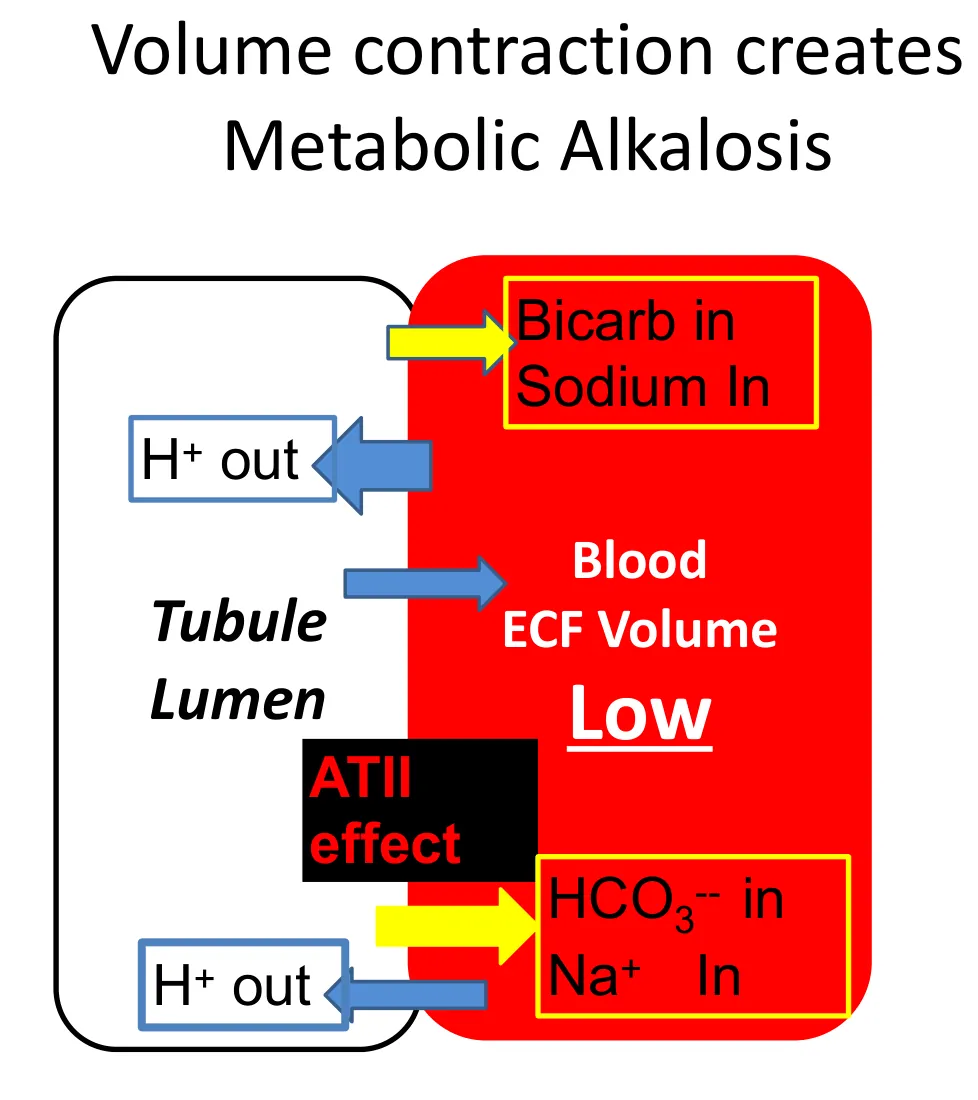 Volume contraction creates
Metabolic Alkalosis
Bicarb in
Sodium In
H⁺ out
Blood
ECF Volume
Low
Tubule
Lumen
ATII
effect
HCO₃⁻⁻ in
Na⁺ In
H⁺ out